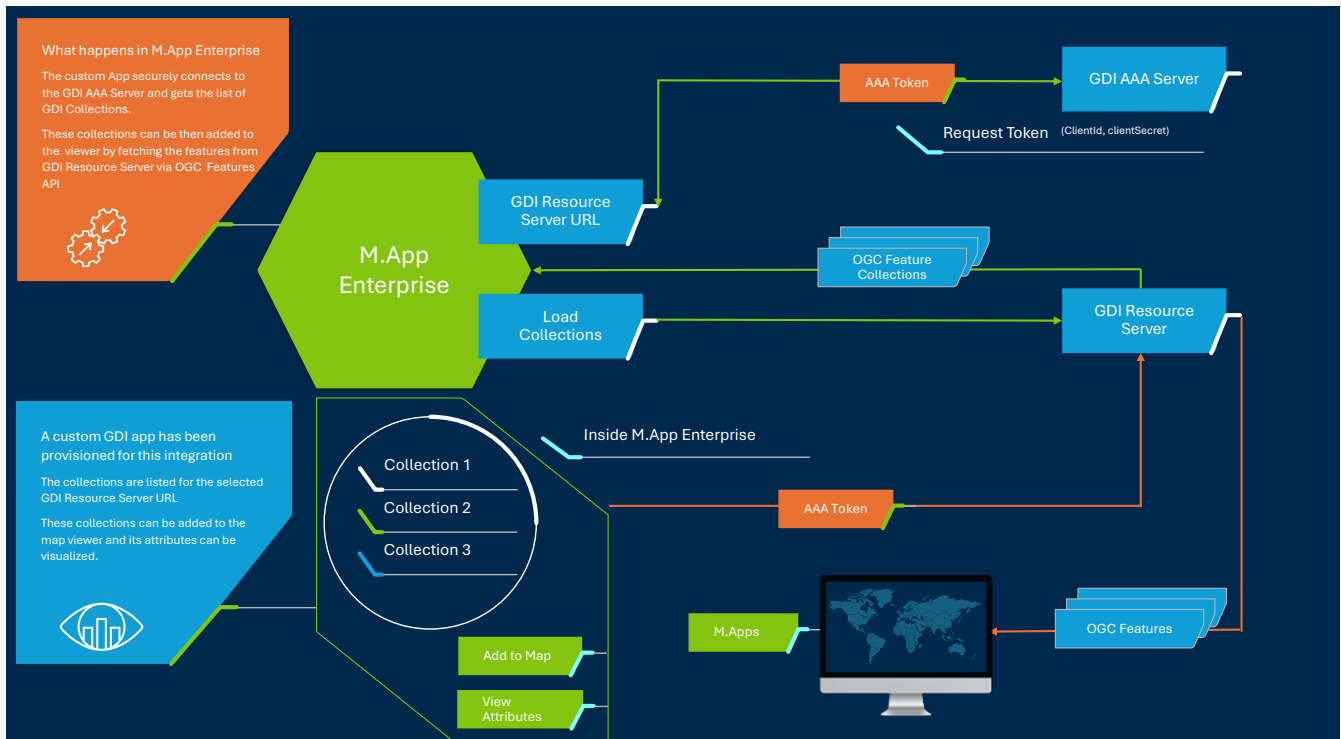 What happens in M.App Enterprise
The custom App securely connects to
the GDI AAA Server and gets the list of
GDI Collections.
These collections can be then added to
the viewer by fetching the features from
GDI Resource Server via OGC Features
API
AAA Token
GDI AAA Server
Request Token (ClientId, clientSecret)
GDI Resource
Server URL
M.App
Enterprise
OGC Feature
Collections
Load
Collections
GDI Resource
Server
A custom GDI app has been
provisioned for this integration
The collections are listed for the selected
GDI Resource Server URL
These collections can be added to the
map viewer and its attributes can be
visualized.
Inside M.App Enterprise
Collection 1
Collection 2
Collection 3
AAA Token
M.Apps
OGC Features
Add to Map
View
Attributes